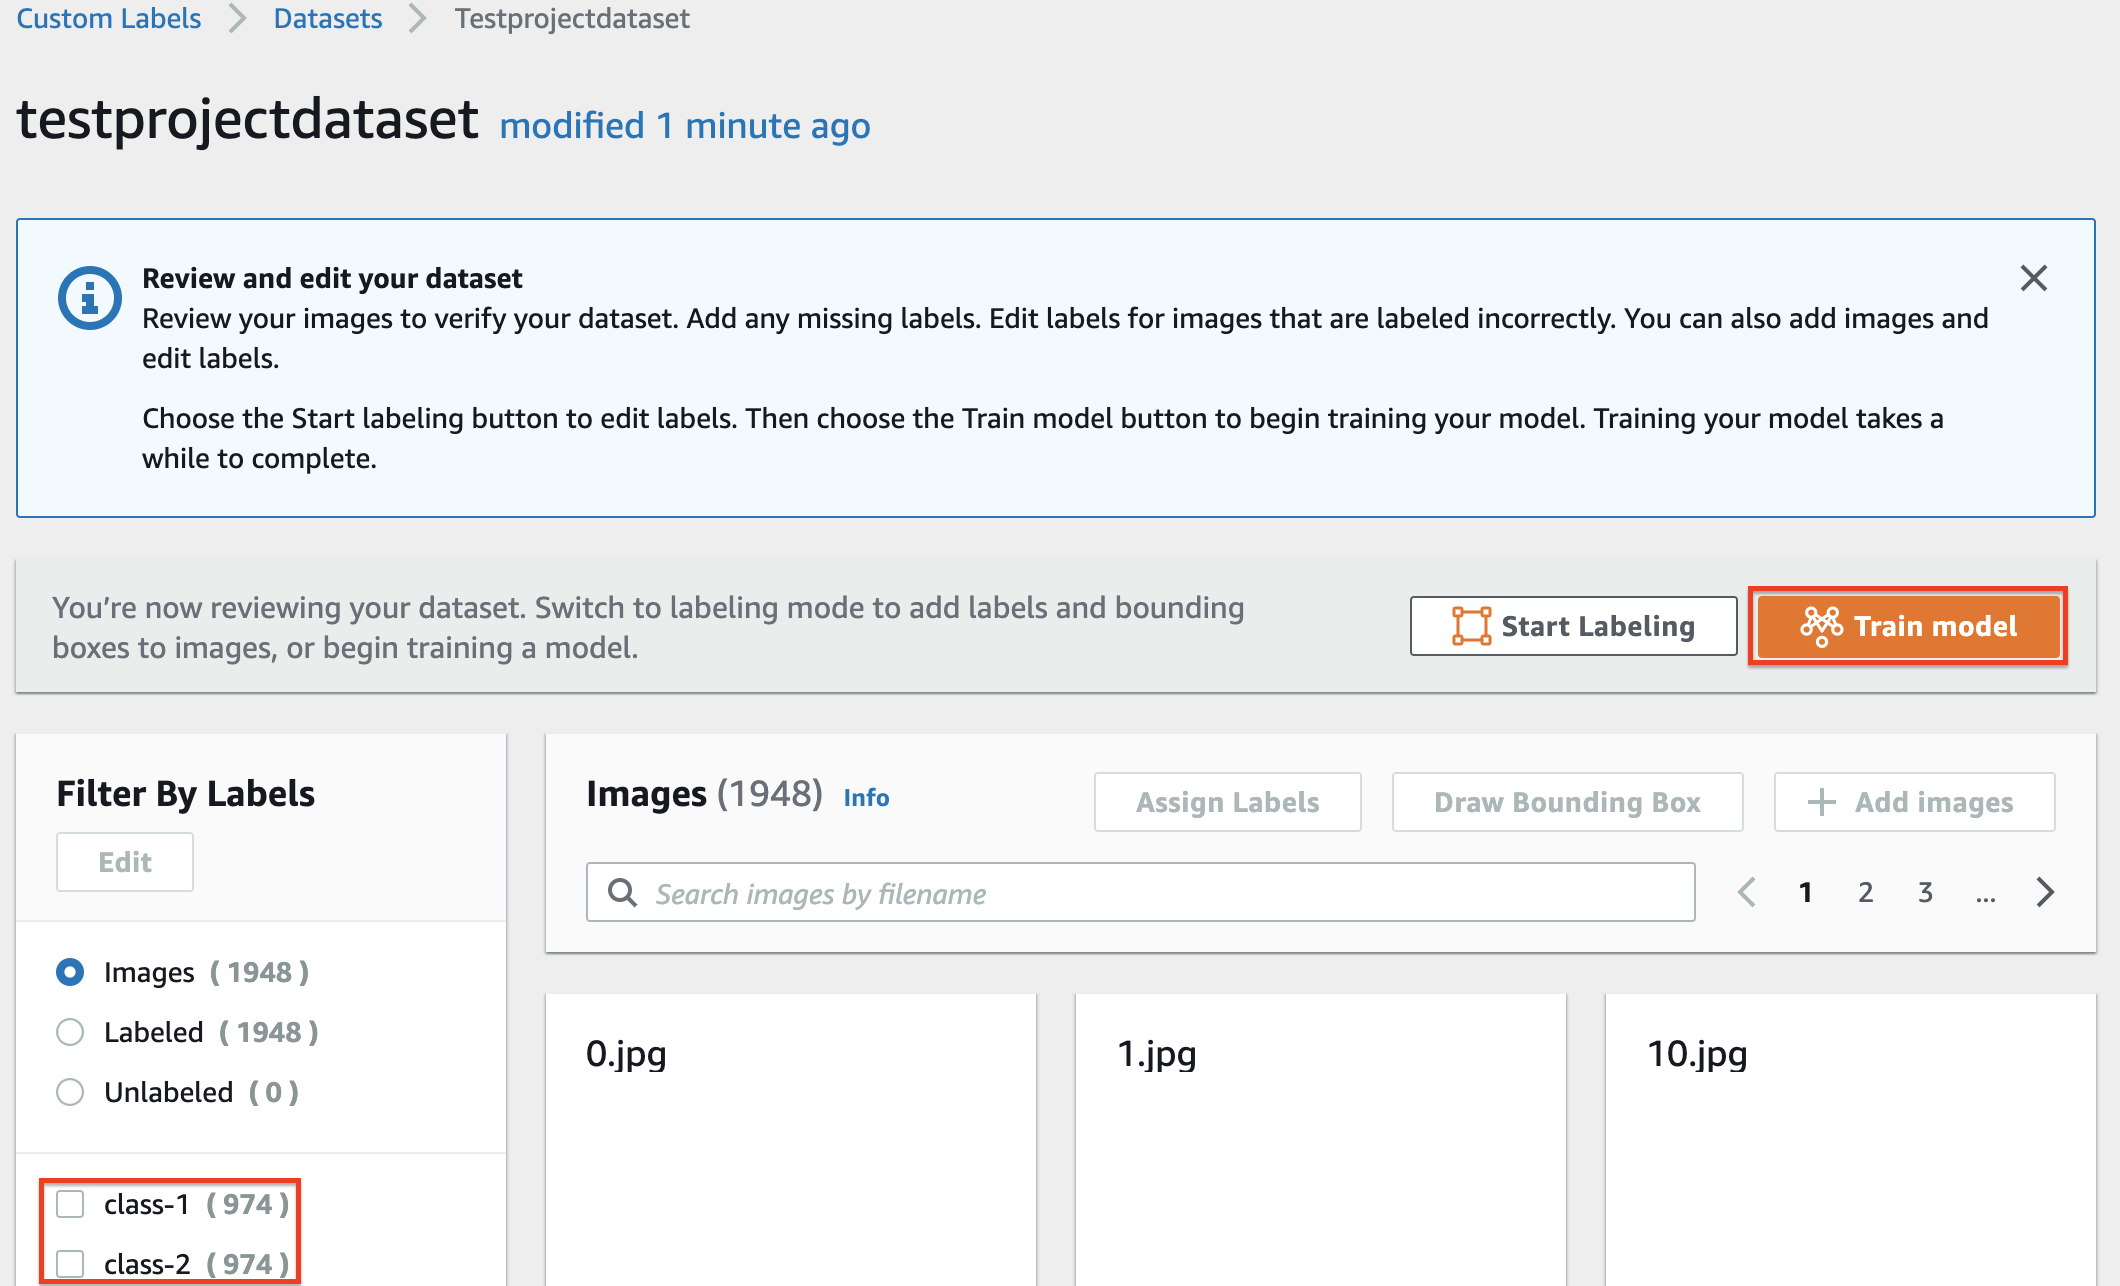 Custom Labels > Datasets > Testprojectdataset
testprojectdataset modified 1 minute ago
Review and edit your dataset
Review your images to verify your dataset. Add any missing labels. Edit labels for images that are labeled incorrectly. You can also add images and
edit labels.
Choose the Start labeling button to edit labels. Then choose the Train model button to begin training your model. Training your model takes a
while to complete.
You’re now reviewing your dataset. Switch to labeling mode to add labels and bounding
boxes to images, or begin training a model.
Start Labeling
Train model
Filter By Labels
Edit
Images ( 1948 )
Labeled ( 1948 )
Unlabeled ( 0 )
class-1 ( 974 )
class-2 ( 974 )
Images (1948) Info
Assign Labels
Draw Bounding Box
+ Add images
Search images by filename
1 2 3 ...
0.jpg
1.jpg
10.jpg